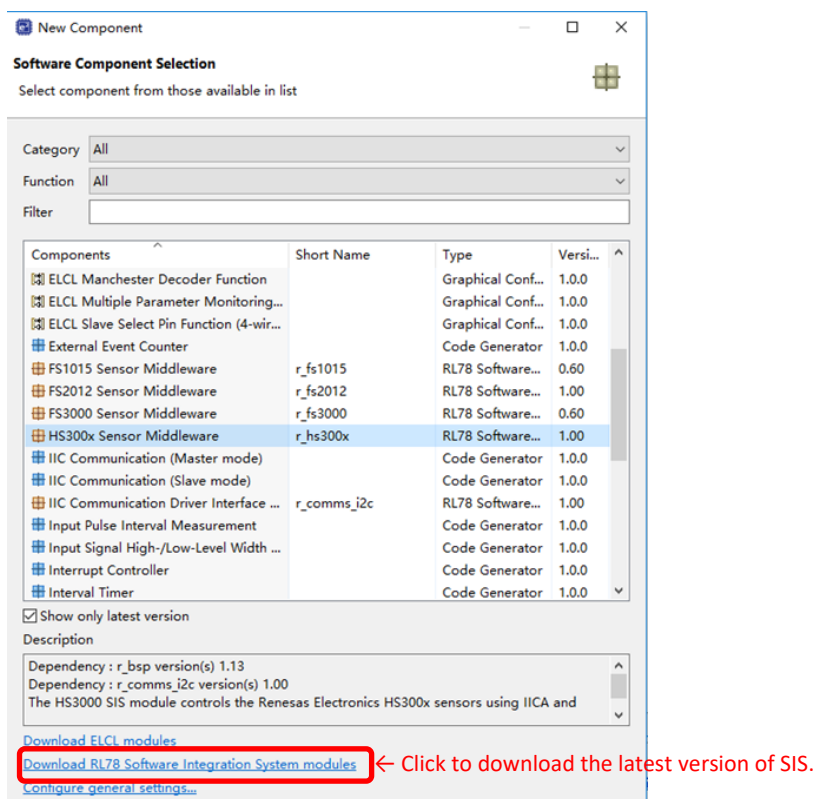 New Component
Software Component Selection
Select component from those available in list
Category All
Function All
Filter
Components Short Name Type Versi...
ELCL Manchester Decoder Function Graphical Conf... 1.0.0
ELCL Multiple Parameter Monitoring... Graphical Conf... 1.0.0
ELCL Slave Select Pin Function (4-wir... Graphical Conf... 1.0.0
External Event Counter Code Generator 1.0.0
FS1015 Sensor Middleware r_fs1015 RL78 Software... 0.60
FS2012 Sensor Middleware r_fs2012 RL78 Software... 1.00
FS3000 Sensor Middleware r_fs3000 RL78 Software... 0.60
HS300x Sensor Middleware r_hs300x RL78 Software... 1.00
IIC Communication (Master mode) Code Generator 1.0.0
IIC Communication (Slave mode) Code Generator 1.0.0
IIC Communication Driver Interface ... r_comms_i2c RL78 Software... 1.00
Input Pulse Interval Measurement Code Generator 1.0.0
Input Signal High-/Low-Level Width ... Code Generator 1.0.0
Interrupt Controller Code Generator 1.0.0
Interval Timer Code Generator 1.0.0
Show only latest version
Description
Dependency : r_bsp version(s) 1.13
Dependency : r_comms_i2c version(s) 1.00
The HS3000 SIS module controls the Renesas Electronics HS300x sensors using IICA and
Download ELCL modules
Download RL78 Software Integration System modules ← Click to download the latest version of SIS.
Configure general settings...